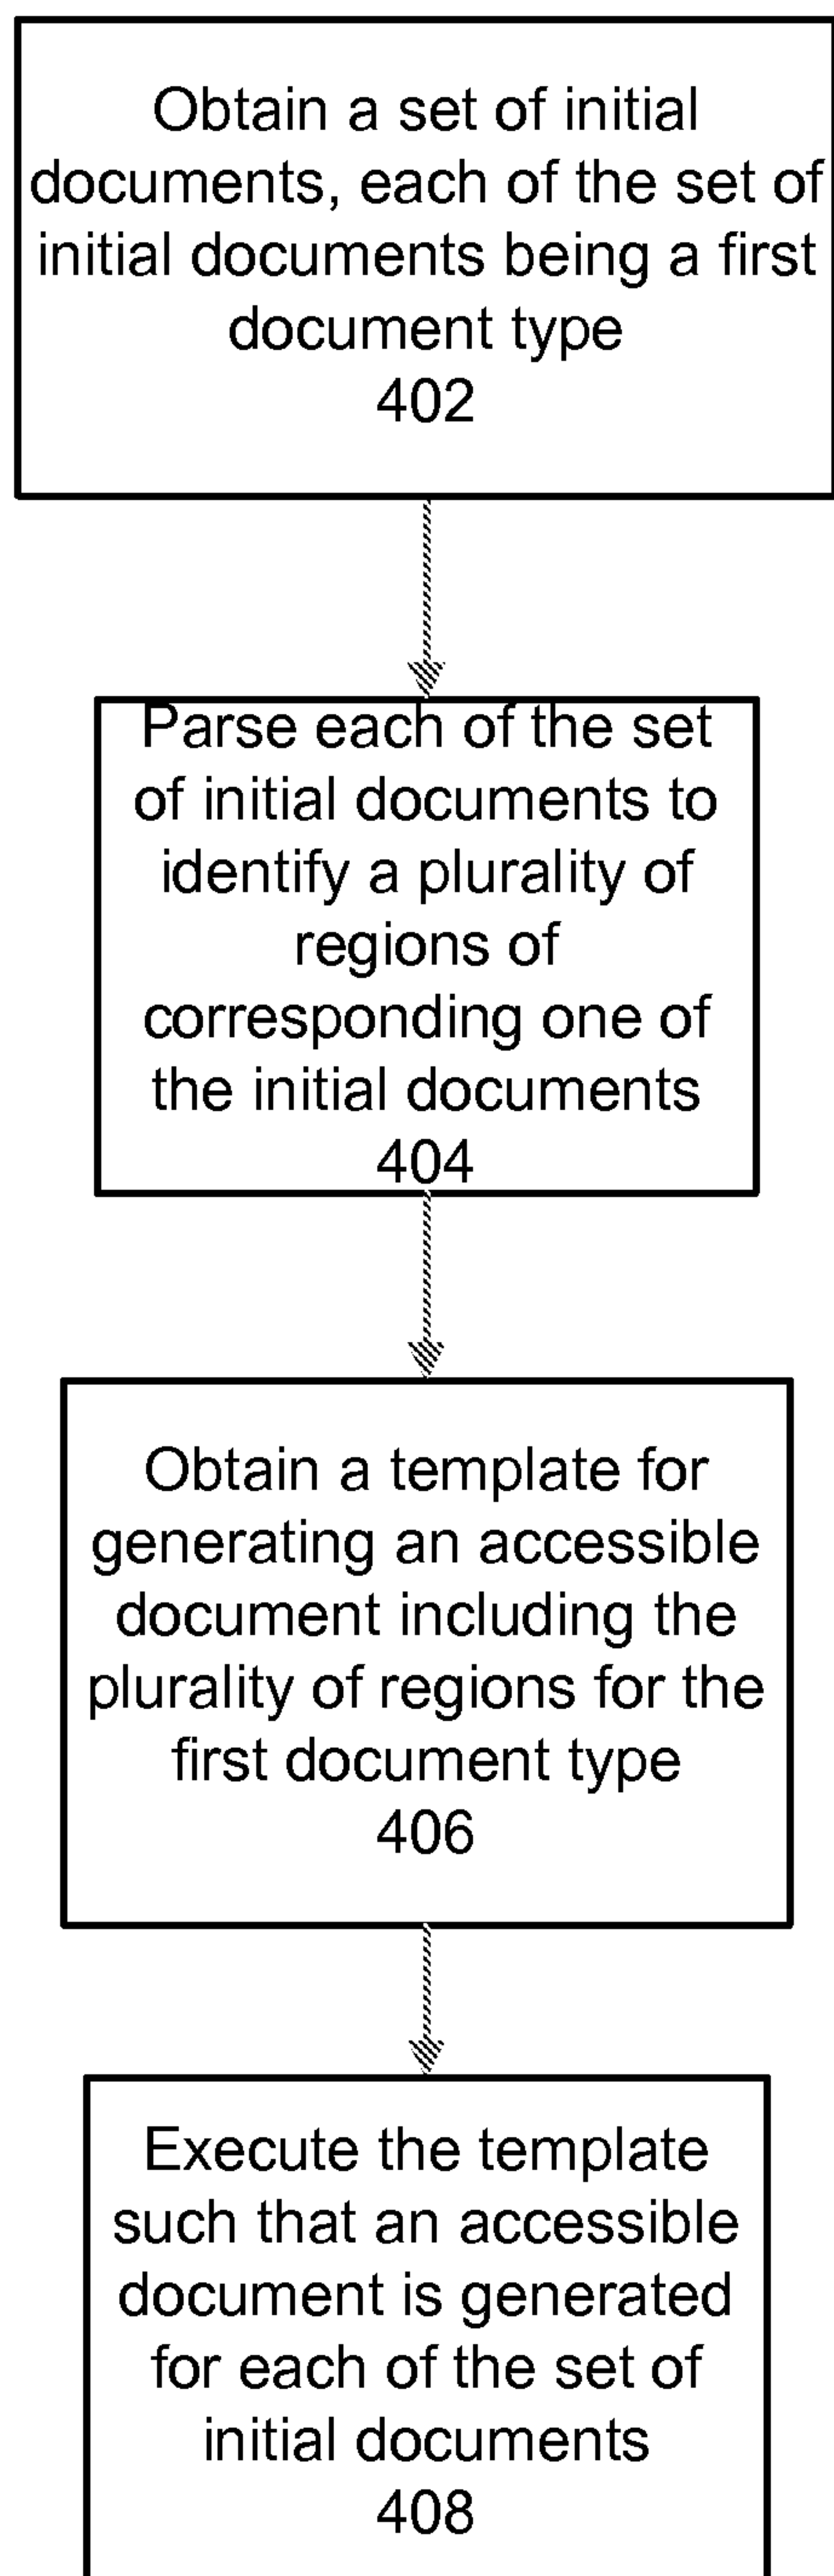 Obtain a set of initial
documents, each of the set of
initial documents being a first
document type
402
Parse each of the set
of initial documents to
identify a plurality of
regions of
corresponding one of
the initial documents
404
Obtain a template for
generating an accessible
document including the
plurality of regions for the
first document type
406
Execute the template
such that an accessible
document is generated
for each of the set of
initial documents
408